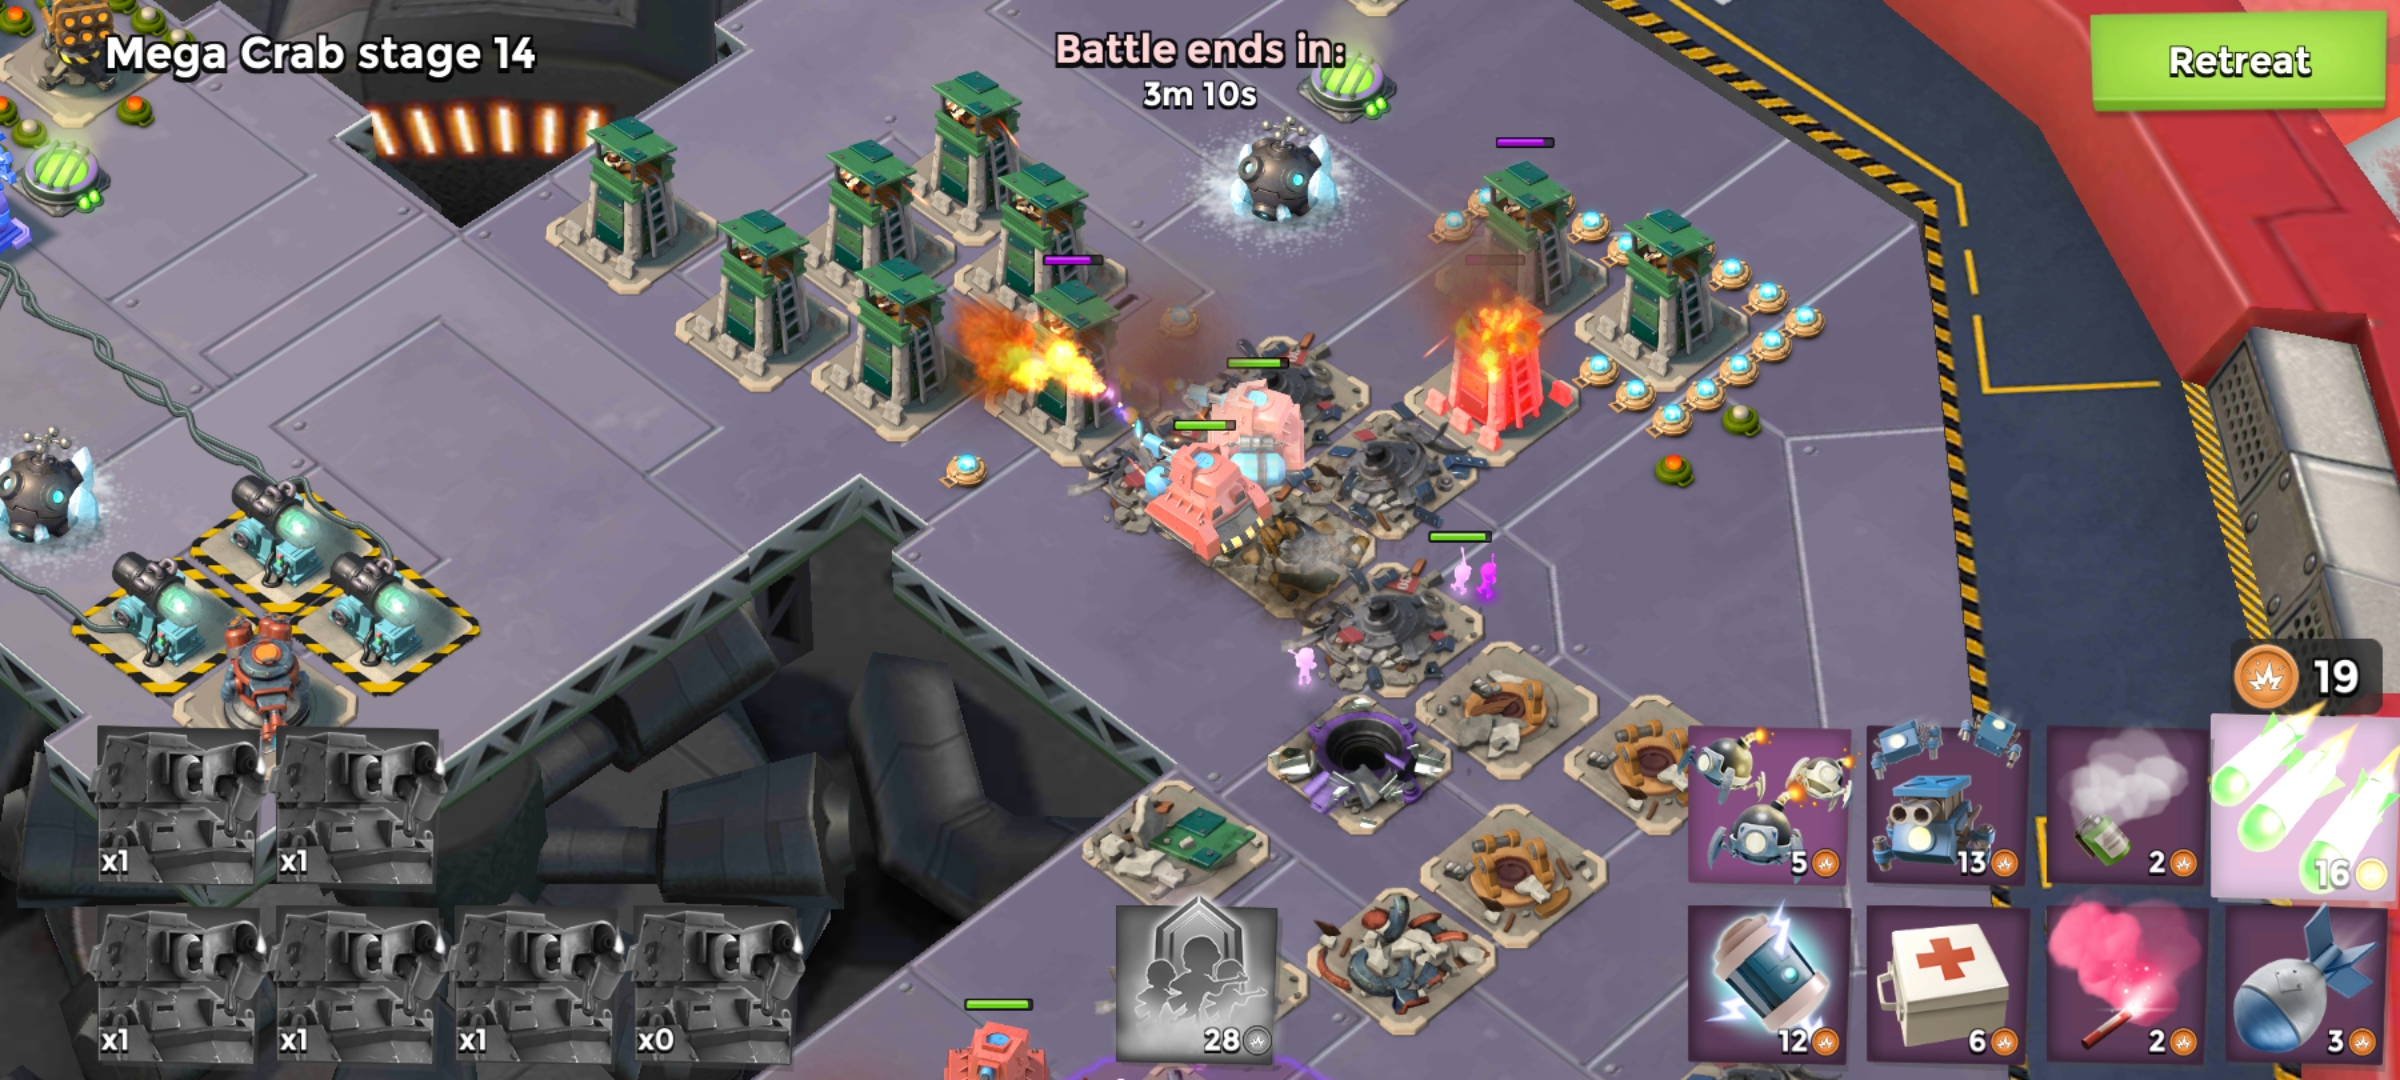 Mega Crab stage 14
Battle ends in:
3m 10s
Retreat
19
x1
x1
5
13
2
16
x1
x1
x1
x0
28
12
6
2
3